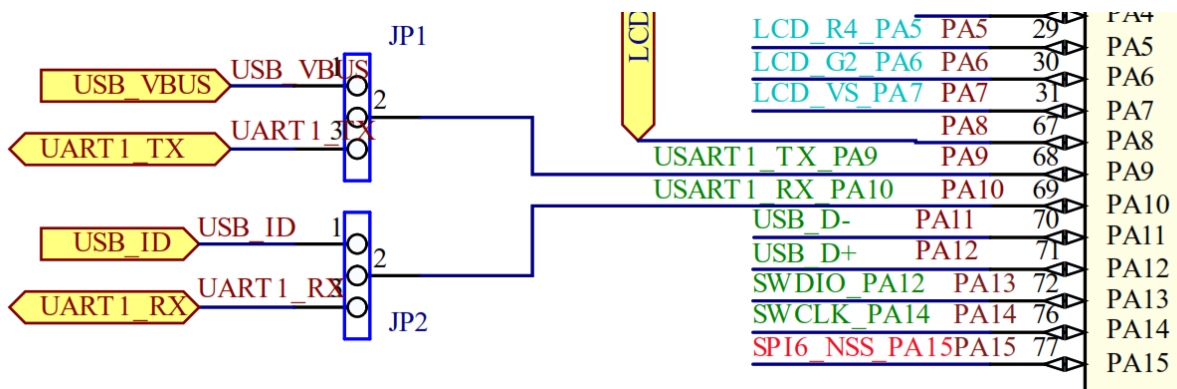 JP1
USB_VBUS USB_VBUS 1
2
UART1_TX UART1_TX 3
USB_ID USB_ID 1
2
UART1_RX UART1_RX 3
JP2
LCD
PA4
LCD_R4_PA5 PA5 29 PA5
LCD_G2_PA6 PA6 30 PA6
LCD_VS_PA7 PA7 31 PA7
PA8 67 PA8
USART1_TX_PA9 PA9 68 PA9
USART1_RX_PA10 PA10 69 PA10
USB_D- PA11 70 PA11
USB_D+ PA12 71 PA12
SWDIO_PA12 PA13 72 PA13
SWCLK_PA14 PA14 76 PA14
SPI6_NSS_PA15 PA15 77 PA15